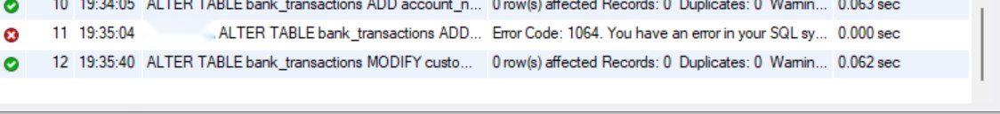 10 19:34:05 ALTER TABLE bank_transactions ADD account_n... 0 row(s) affected Records: 0 Duplicates: 0 Warnin... 0.063 sec
11 19:35:04 . ALTER TABLE bank_transactions ADD... Error Code: 1064. You have an error in your SQL sy... 0.000 sec
12 19:35:40 ALTER TABLE bank_transactions MODIFY custo... 0 row(s) affected Records: 0 Duplicates: 0 Warnin... 0.062 sec